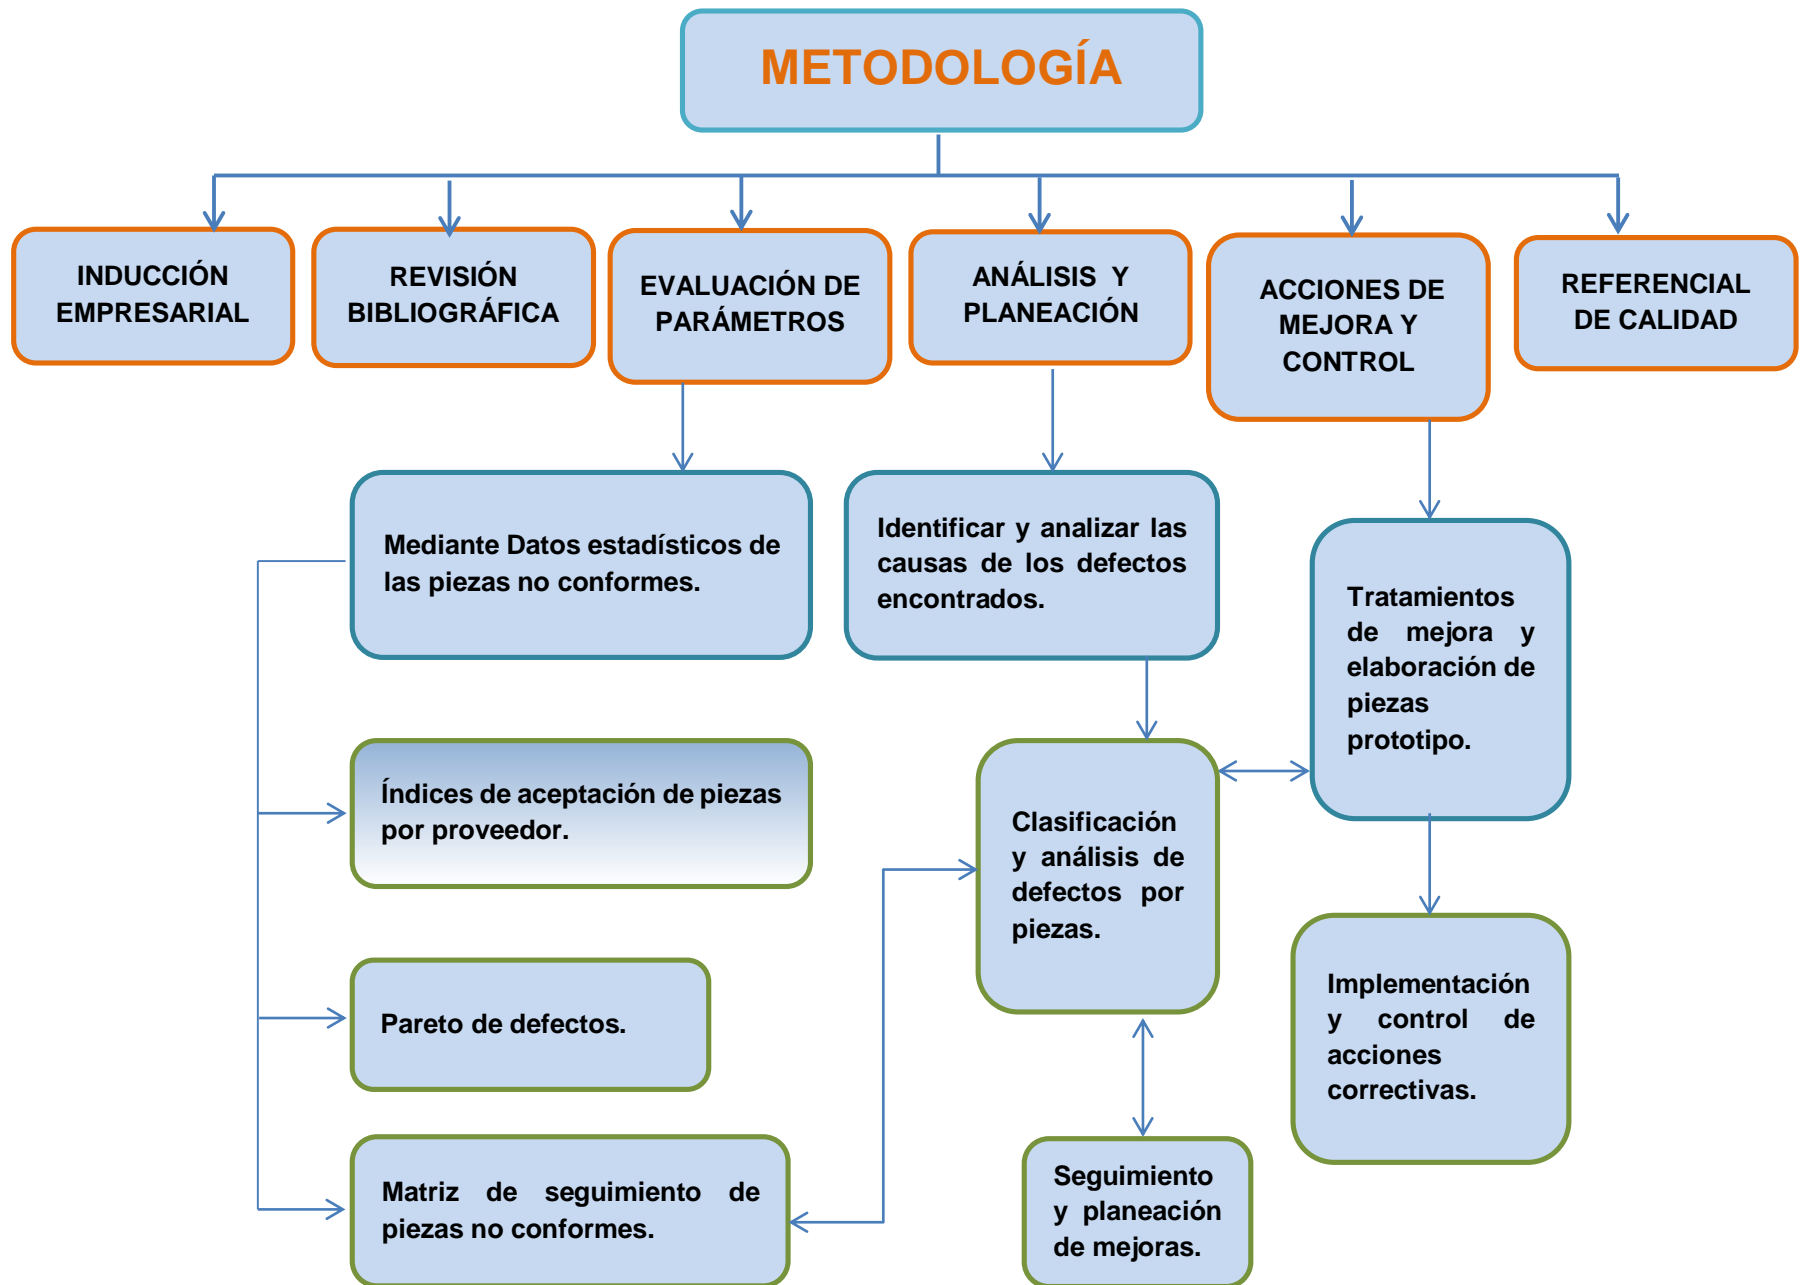 METODOLOGÍA
INDUCCIÓN
EMPRESARIAL
REVISIÓN
BIBLIOGRÁFICA
EVALUACIÓN DE
PARÁMETROS
ANÁLISIS Y
PLANEACIÓN
ACCIONES DE
MEJORA Y
CONTROL
REFERENCIAL
DE CALIDAD
Mediante Datos estadísticos de
las piezas no conformes.
Identificar y analizar las
causas de los defectos
encontrados.
Tratamientos
de mejora y
elaboración de
piezas
prototipo.
Índices de aceptación de piezas
por proveedor.
Clasificación
y análisis de
defectos por
piezas.
Implementación
y control de
acciones
correctivas.
Pareto de defectos.
Matriz de seguimiento de
piezas no conformes.
Seguimiento
y planeación
de mejoras.